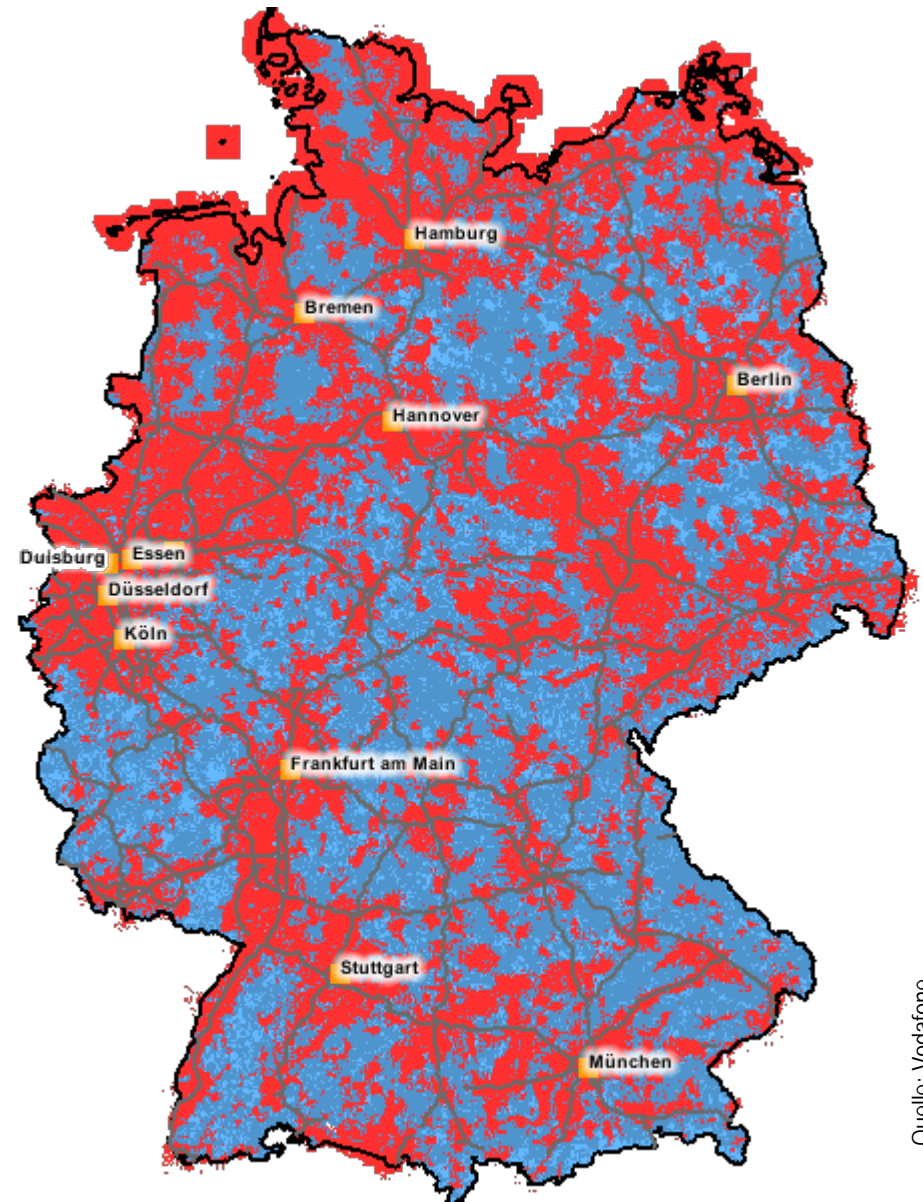 Hamburg
Bremen
Berlin
Hannover
Duisburg
Essen
Düsseldorf
Köln
Frankfurt am Main
Stuttgart
München
Quelle: Vodafone